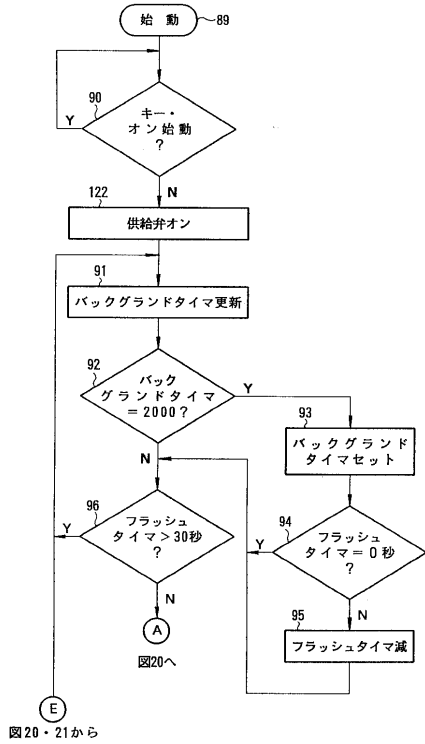 始動
89
90
キー・
オン始動
?
Y
N
122
供給弁オン
91
バックグランドタイマ更新
92
バック
グランドタイマ
=2000?
Y
N
93
バックグランド
タイマセット
94
フラッシュ
タイマ=0秒
?
Y
N
95
フラッシュタイマ減
96
フラッシュ
タイマ>30秒
?
Y
N
A
図20へ
E
図20・21から